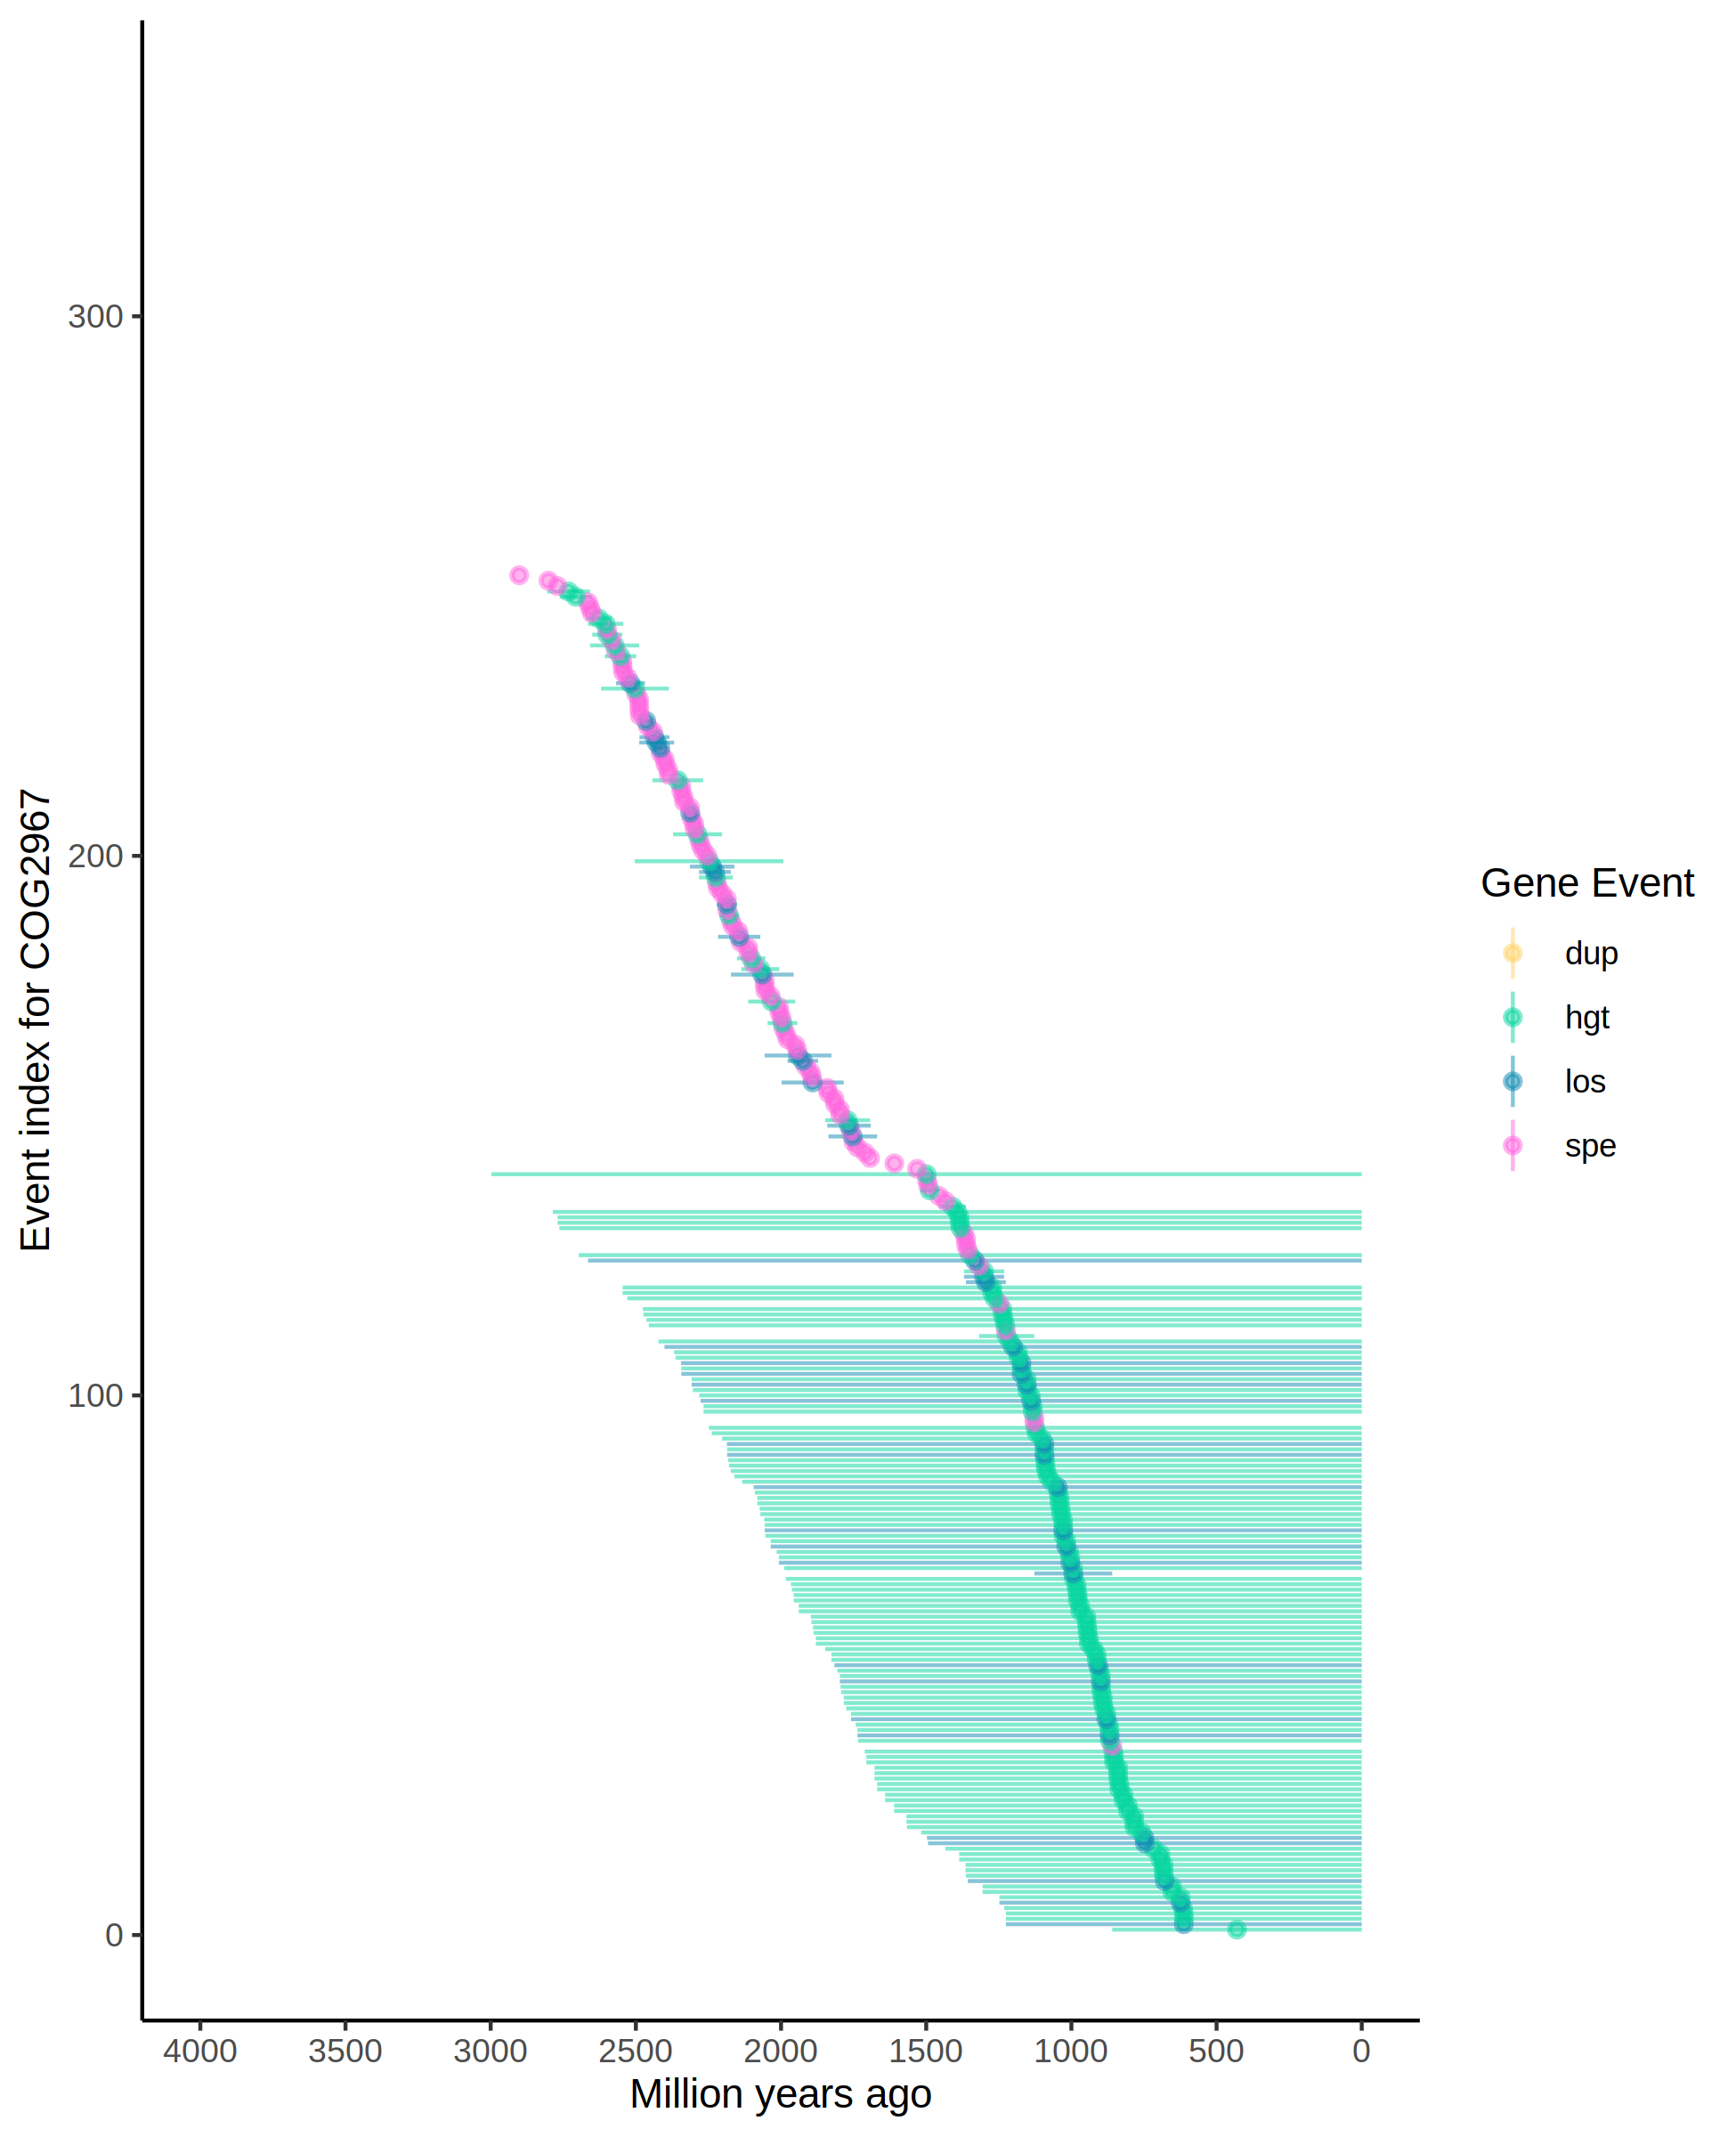 Event index for COG2967
300
200
100
0
4000 3500 3000 2500 2000 1500 1000 500 0
Million years ago
Gene Event
dup
hgt
los
spe